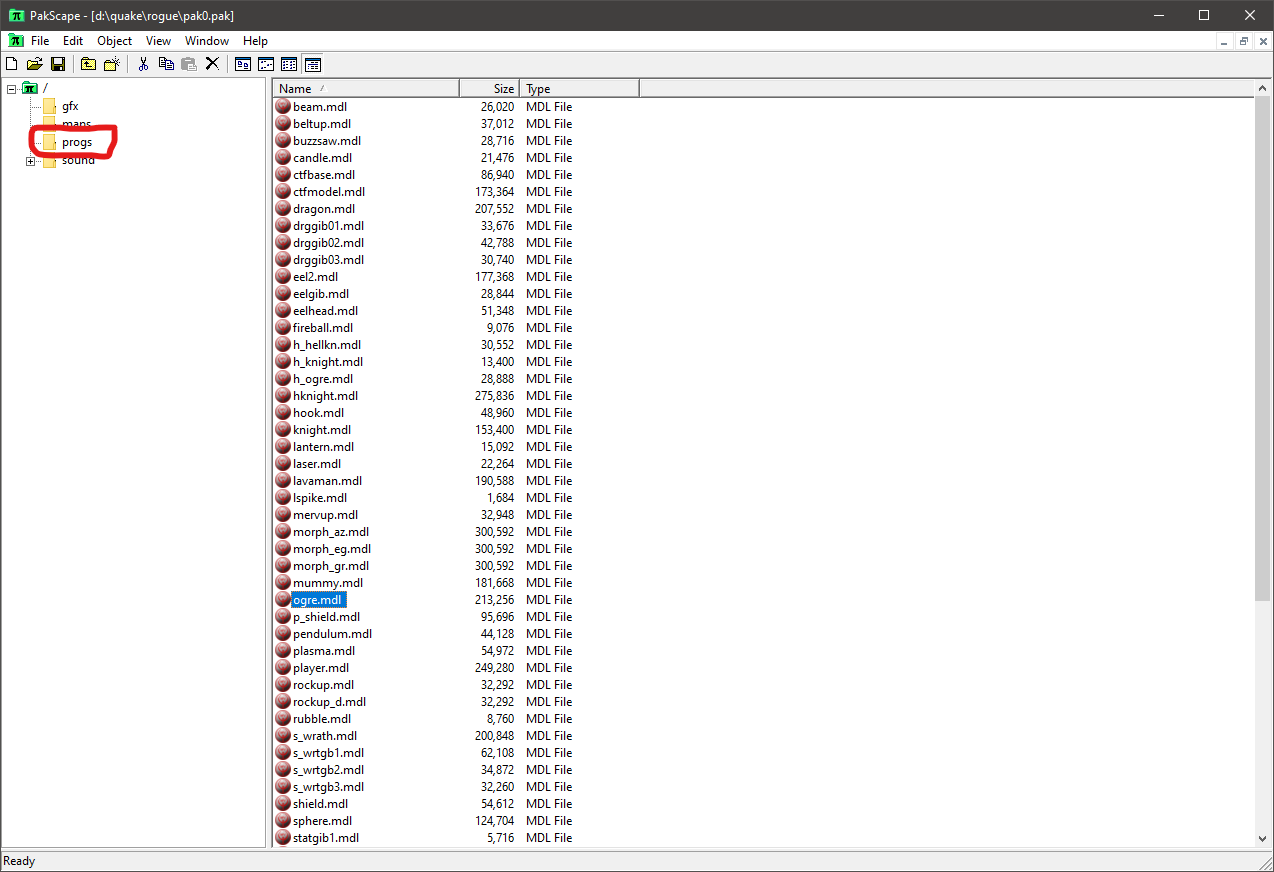 PakScape - [d:\quake\rogue\pak0.pak]
File Edit Object View Window Help
/
gfx
maps
progs
sound
Name Size Type
beam.mdl 26,020 MDL File
beltup.mdl 37,012 MDL File
buzzsaw.mdl 28,716 MDL File
candle.mdl 21,476 MDL File
ctfbase.mdl 86,940 MDL File
ctfmodel.mdl 173,364 MDL File
dragon.mdl 207,552 MDL File
drggib01.mdl 33,676 MDL File
drggib02.mdl 42,788 MDL File
drggib03.mdl 30,740 MDL File
eel2.mdl 177,368 MDL File
eelgib.mdl 28,844 MDL File
eelhead.mdl 51,348 MDL File
fireball.mdl 9,076 MDL File
h_hellkn.mdl 30,552 MDL File
h_knight.mdl 13,400 MDL File
h_ogre.mdl 28,888 MDL File
hknight.mdl 275,836 MDL File
hook.mdl 48,960 MDL File
knight.mdl 153,400 MDL File
lantern.mdl 15,092 MDL File
laser.mdl 22,264 MDL File
lavaman.mdl 190,588 MDL File
lspike.mdl 1,684 MDL File
mervup.mdl 32,948 MDL File
morph_az.mdl 300,592 MDL File
morph_eg.mdl 300,592 MDL File
morph_gr.mdl 300,592 MDL File
mummy.mdl 181,668 MDL File
ogre.mdl 213,256 MDL File
p_shield.mdl 95,696 MDL File
pendulum.mdl 44,128 MDL File
plasma.mdl 54,972 MDL File
player.mdl 249,280 MDL File
rockup.mdl 32,292 MDL File
rockup_d.mdl 32,292 MDL File
rubble.mdl 8,760 MDL File
s_wrath.mdl 200,848 MDL File
s_wrtgb1.mdl 62,108 MDL File
s_wrtgb2.mdl 34,872 MDL File
s_wrtgb3.mdl 32,260 MDL File
shield.mdl 54,612 MDL File
sphere.mdl 124,704 MDL File
statgib1.mdl 5,716 MDL File
Ready